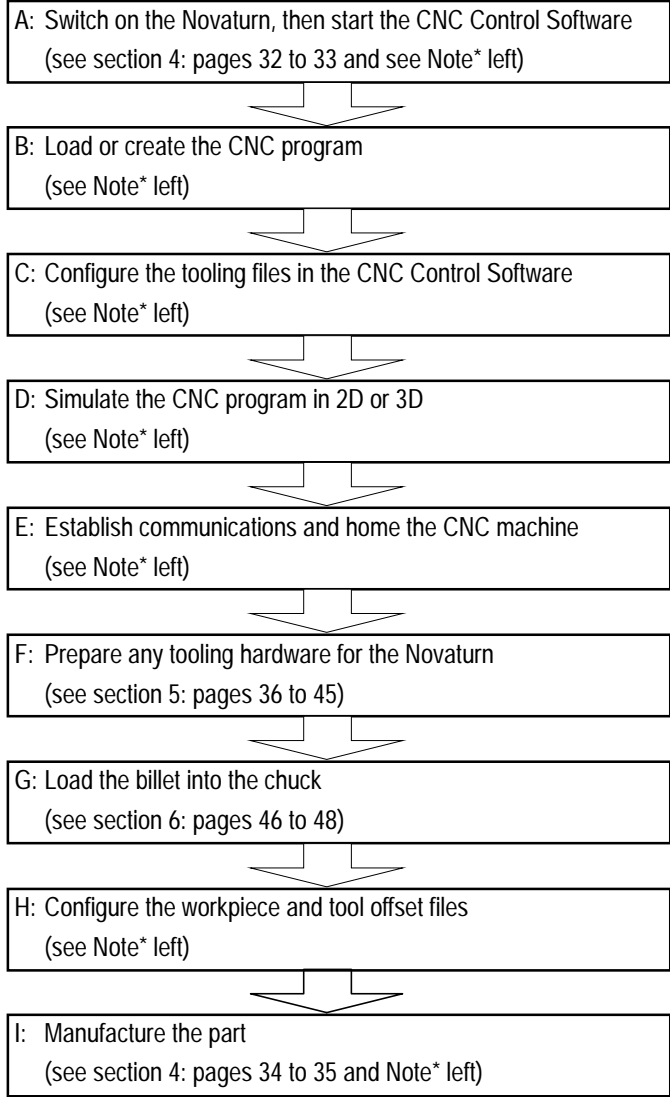 A: Switch on the Novaturn, then start the CNC Control Software
(see section 4: pages 32 to 33 and see Note* left)
B: Load or create the CNC program
(see Note* left)
C: Configure the tooling files in the CNC Control Software
(see Note* left)
D: Simulate the CNC program in 2D or 3D
(see Note* left)
E: Establish communications and home the CNC machine
(see Note* left)
F: Prepare any tooling hardware for the Novaturn
(see section 5: pages 36 to 45)
G: Load the billet into the chuck
(see section 6: pages 46 to 48)
H: Configure the workpiece and tool offset files
(see Note* left)
I: Manufacture the part
(see section 4: pages 34 to 35 and Note* left)